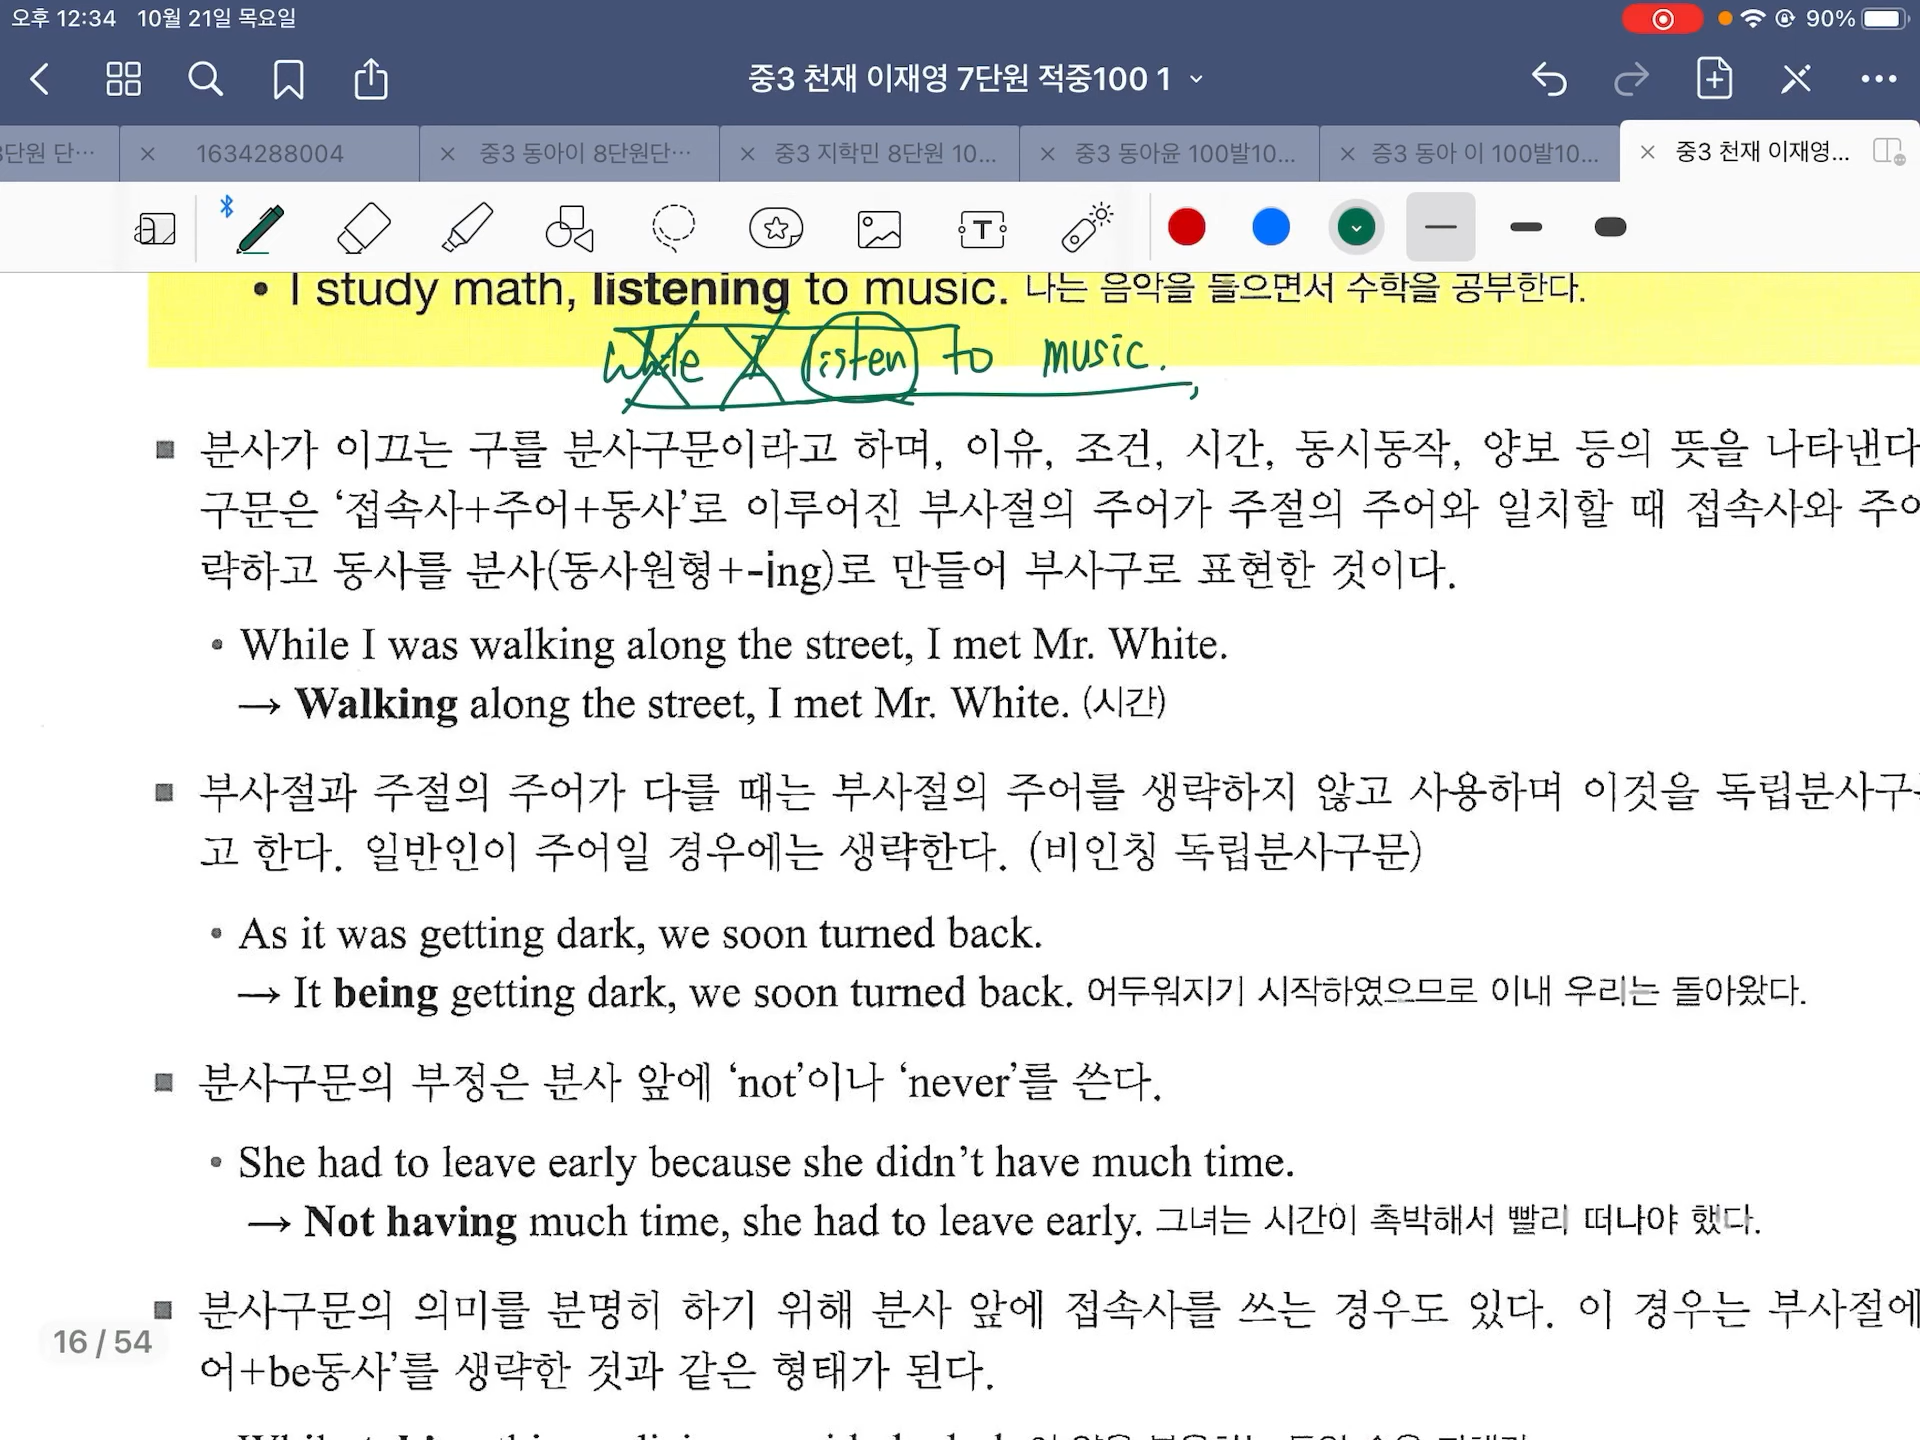 오후 12:34 10월 21일 목요일
90%
중3 천재 이재영 7단원 적중100 1
단원 단…
1634288004
중3 동아이 8단원단…
중3 지학민 8단원 10...
중3 동아윤 100발10...
증3 동아 이 100발10...
중3 천재 이재영...
• I study math, listening to music. 나는 음악을 들으면서 수학을 공부한다.
While I listen to music.
■ 분사가 이끄는 구를 분사구문이라고 하며, 이유, 조건, 시간, 동시동작, 양보 등의 뜻을 나타낸다
구문은 ‘접속사+주어+동사’로 이루어진 부사절의 주어가 주절의 주어와 일치할 때 접속사와 주어
략하고 동사를 분사(동사원형+-ing)로 만들어 부사구로 표현한 것이다.
• While I was walking along the street, I met Mr. White.
→ Walking along the street, I met Mr. White. (시간)
■ 부사절과 주절의 주어가 다를 때는 부사절의 주어를 생략하지 않고 사용하며 이것을 독립분사구
고 한다. 일반인이 주어일 경우에는 생략한다. (비인칭 독립분사구문)
• As it was getting dark, we soon turned back.
→ It being getting dark, we soon turned back. 어두워지기 시작하였으므로 이내 우리는 돌아왔다.
■ 분사구문의 부정은 분사 앞에 ‘not’이나 ‘never’를 쓴다.
• She had to leave early because she didn’t have much time.
→ Not having much time, she had to leave early. 그녀는 시간이 촉박해서 빨리 떠나야 했다.
■ 분사구문의 의미를 분명히 하기 위해 분사 앞에 접속사를 쓰는 경우도 있다. 이 경우는 부사절에
16 / 54
어+be동사’를 생략한 것과 같은 형태가 된다.